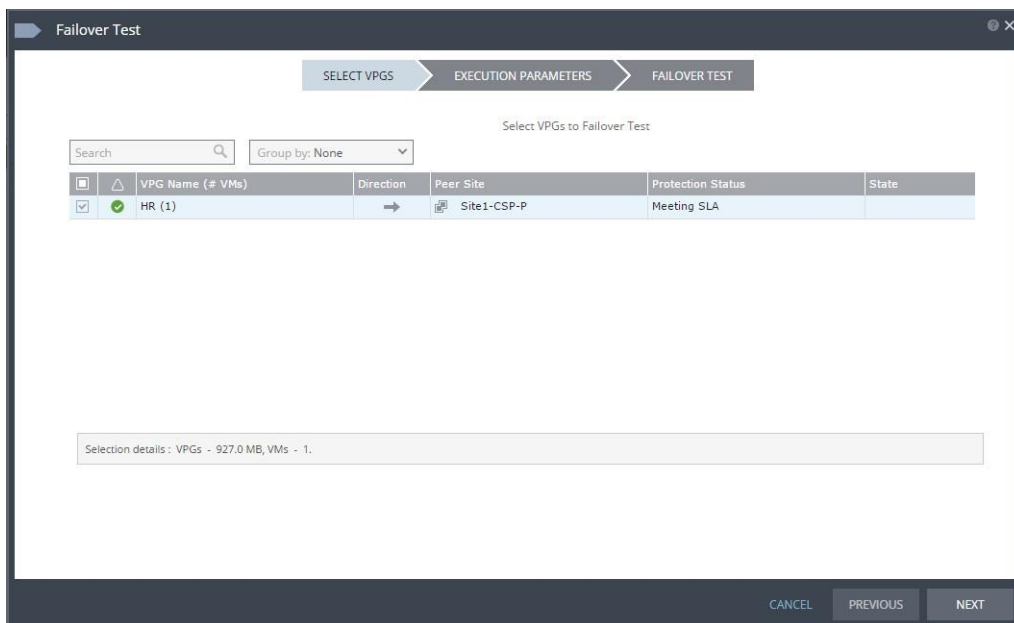 Failover Test
SELECT VPGS EXECUTION PARAMETERS FAILOVER TEST
Select VPGs to Failover Test
Search Group by: None
VPG Name (# VMs) Direction Peer Site Protection Status State
HR (1) Site1-CSP-P Meeting SLA
Selection details : VPGs - 927.0 MB, VMs - 1.
CANCEL PREVIOUS NEXT